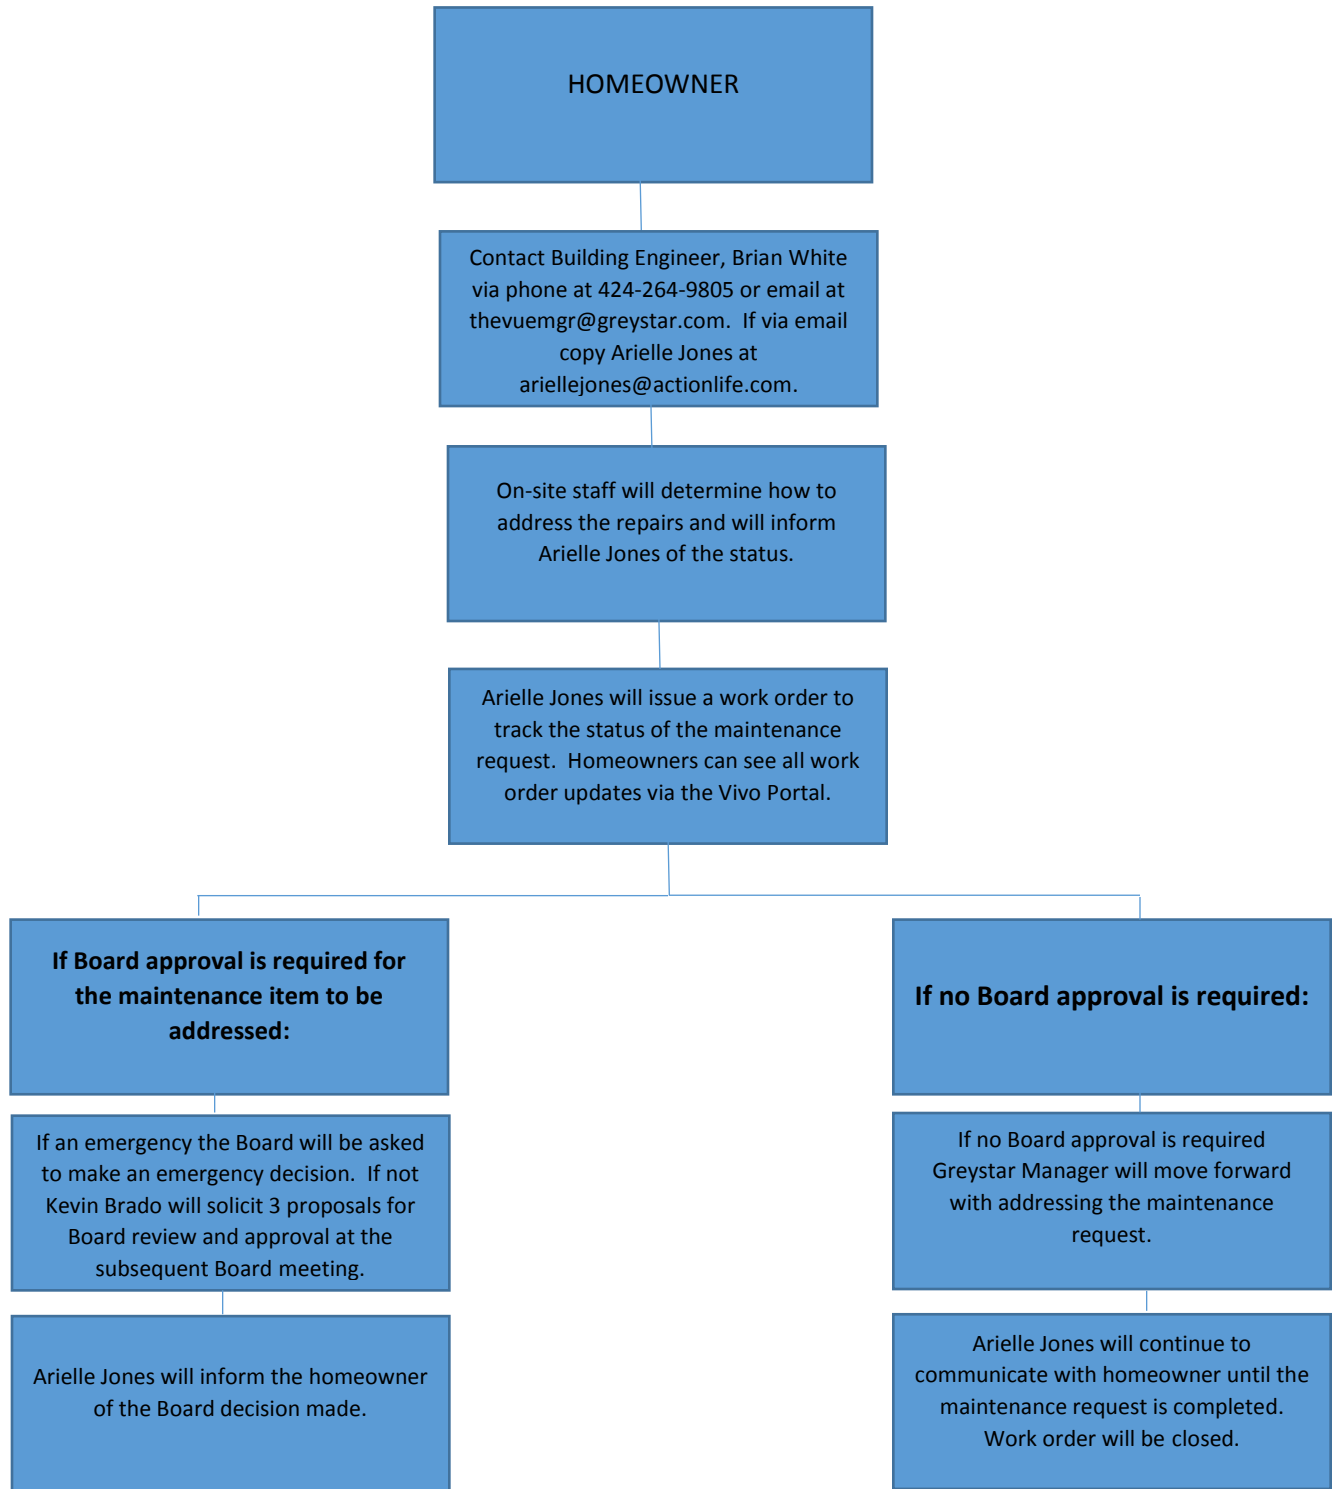 HOMEOWNER
Contact Building Engineer, Brian White
via phone at 424-264-9805 or email at
thevuemgr@greystar.com.  If via email
copy Arielle Jones at
ariellejones@actionlife.com.
On-site staff will determine how to
address the repairs and will inform
Arielle Jones of the status.
Arielle Jones will issue a work order to
track the status of the maintenance
request.  Homeowners can see all work
order updates via the Vivo Portal.
If Board approval is required for
the maintenance item to be
addressed:
If an emergency the Board will be asked
to make an emergency decision.  If not
Kevin Brado will solicit 3 proposals for
Board review and approval at the
subsequent Board meeting.
Arielle Jones will inform the homeowner
of the Board decision made.
If no Board approval is required:
If no Board approval is required
Greystar Manager will move forward
with addressing the maintenance
request.
Arielle Jones will continue to
communicate with homeowner until the
maintenance request is completed.
Work order will be closed.